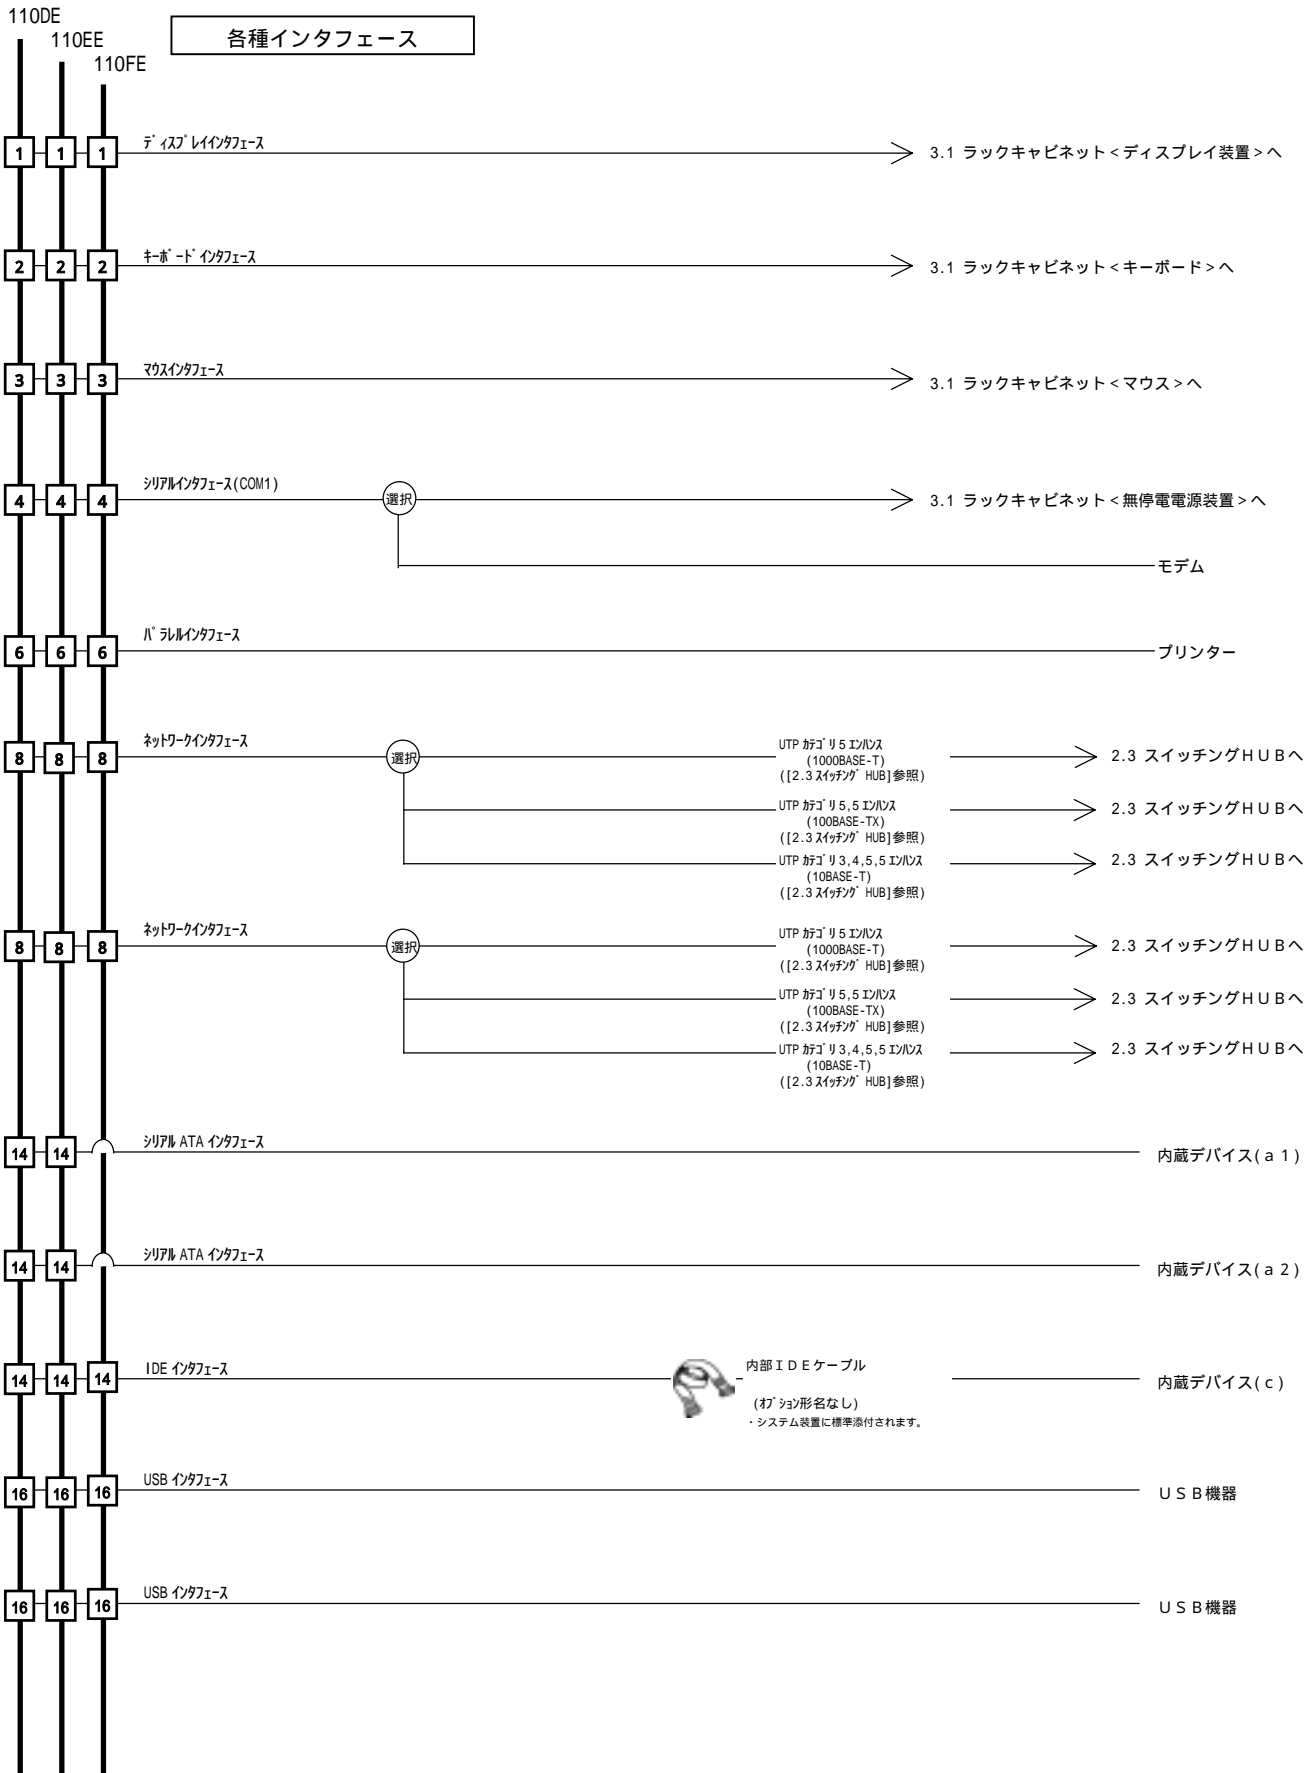 110DE
110EE
110FE
各種インタフェース
1 1 1 ﾃﾞｨｽﾌﾟﾚｲｲﾝﾀﾌｪｰｽ 3.1 ラックキャビネット<ディスプレイ装置>へ
2 2 2 ｷｰﾎﾞｰﾄﾞｲﾝﾀﾌｪｰｽ 3.1 ラックキャビネット<キーボード>へ
3 3 3 ﾏｳｽｲﾝﾀﾌｪｰｽ 3.1 ラックキャビネット<マウス>へ
4 4 4 ｼﾘｱﾙｲﾝﾀﾌｪｰｽ(COM1) 選択 3.1 ラックキャビネット<無停電電源装置>へ
モデム
6 6 6 ﾊﾟﾗﾚﾙｲﾝﾀﾌｪｰｽ プリンター
8 8 8 ﾈｯﾄﾜｰｸｲﾝﾀﾌｪｰｽ 選択 UTP ｶﾃｺﾞﾘ 5 ｴﾝﾊﾝｽ 2.3 スイッチングHUBへ
(1000BASE-T)
([2.3 ｽｲｯﾁﾝｸﾞ HUB]参照)
UTP ｶﾃｺﾞﾘ 5,5 ｴﾝﾊﾝｽ 2.3 スイッチングHUBへ
(100BASE-TX)
([2.3 ｽｲｯﾁﾝｸﾞ HUB]参照)
UTP ｶﾃｺﾞﾘ 3,4,5,5 ｴﾝﾊﾝｽ 2.3 スイッチングHUBへ
(10BASE-T)
([2.3 ｽｲｯﾁﾝｸﾞ HUB]参照)
8 8 8 ﾈｯﾄﾜｰｸｲﾝﾀﾌｪｰｽ 選択 UTP ｶﾃｺﾞﾘ 5 ｴﾝﾊﾝｽ 2.3 スイッチングHUBへ
(1000BASE-T)
([2.3 ｽｲｯﾁﾝｸﾞ HUB]参照)
UTP ｶﾃｺﾞﾘ 5,5 ｴﾝﾊﾝｽ 2.3 スイッチングHUBへ
(100BASE-TX)
([2.3 ｽｲｯﾁﾝｸﾞ HUB]参照)
UTP ｶﾃｺﾞﾘ 3,4,5,5 ｴﾝﾊﾝｽ 2.3 スイッチングHUBへ
(10BASE-T)
([2.3 ｽｲｯﾁﾝｸﾞ HUB]参照)
14 14 ｼﾘｱﾙ ATA ｲﾝﾀﾌｪｰｽ 内蔵デバイス(a1)
14 14 ｼﾘｱﾙ ATA ｲﾝﾀﾌｪｰｽ 内蔵デバイス(a2)
14 14 14 IDE ｲﾝﾀﾌｪｰｽ 内部IDEケーブル 内蔵デバイス(c)
(ｵﾌﾟｼｮﾝ形名なし)
・システム装置に標準添付されます。
16 16 16 USB ｲﾝﾀﾌｪｰｽ USB機器
16 16 16 USB ｲﾝﾀﾌｪｰｽ USB機器